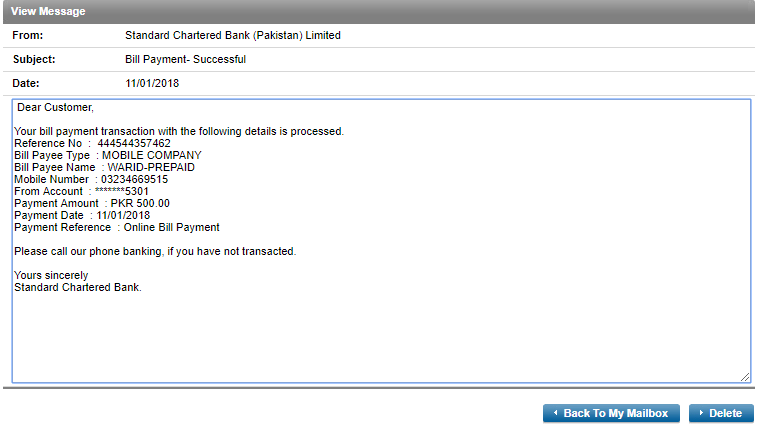 View Message
From: Standard Chartered Bank (Pakistan) Limited
Subject: Bill Payment- Successful
Date: 11/01/2018
Dear Customer,
Your bill payment transaction with the following details is processed.
Reference No : 444544357462
Bill Payee Type : MOBILE COMPANY
Bill Payee Name : WARID-PREPAID
Mobile Number : 03234669515
From Account : *******5301
Payment Amount : PKR 500.00
Payment Date : 11/01/2018
Payment Reference : Online Bill Payment
Please call our phone banking, if you have not transacted.
Yours sincerely
Standard Chartered Bank.
Back To My Mailbox Delete